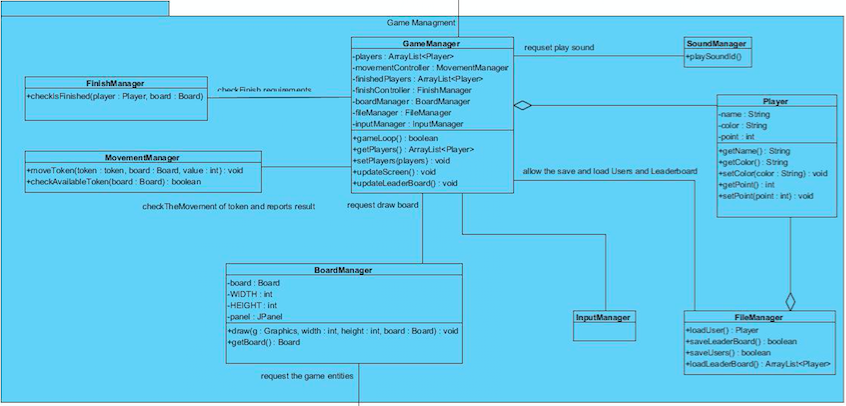 Game Managment
GameManager
-players : ArrayList<Player>
-movementController : MovementManager
-finishedPlayers : ArrayList<Player>
-finishController : FinishManager
-boardManager : BoardManager
-fileManager : FileManager
-inputManager : InputManager
+gameLoop() : boolean
+getPlayers() : ArrayList<Player>
+setPlayers(players) : void
+updateScreen() : void
+updateLeaderBoard() : void
requset play sound
SoundManager
+playSoundId()
FinishManager
+checkIsFinished(player : Player, board : Board)
checkFinish requirements
Player
-name : String
-color : String
-point : int
+getName() : String
+getColor() : String
+setColor(color : String) : void
+getPoint() : int
+setPoint(point : int) : void
MovementManager
+moveToken(token : token, board : Board, value : int) : void
+checkAvailableToken(board : Board) : boolean
checkTheMovement of token and reports result
allow the save and load Users and Leaderboard
request draw board
BoardManager
-board : Board
-WIDTH : int
-HEIGHT : int
-panel : JPanel
+draw(g : Graphics, width : int, height : int, board : Board) : void
+getBoard() : Board
request the game entities
InputManager
FileManager
+loadUser() : Player
+saveLeaderBoard() : boolean
+saveUsers() : boolean
+loadLeaderBoard() : ArrayList<Player>